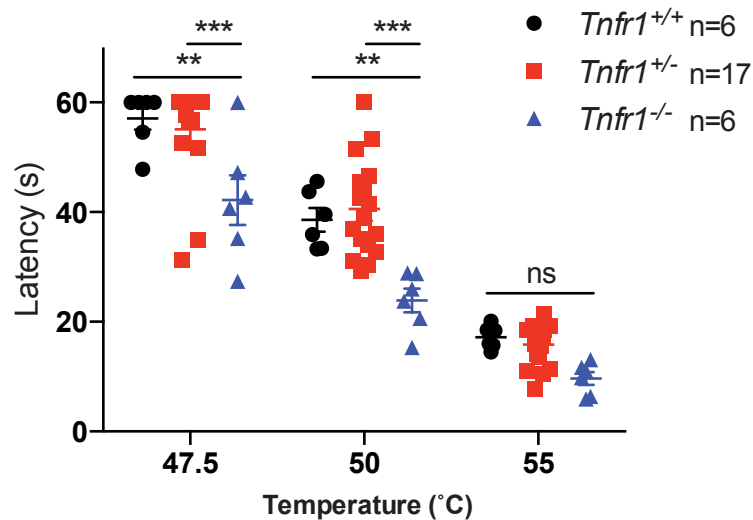 Tnfr1+/+ n=6
Tnfr1+/- n=17
Tnfr1-/- n=6
*** ***
** **
ns
Latency (s)
60
40
20
0
47.5 50 55
Temperature (˚C)